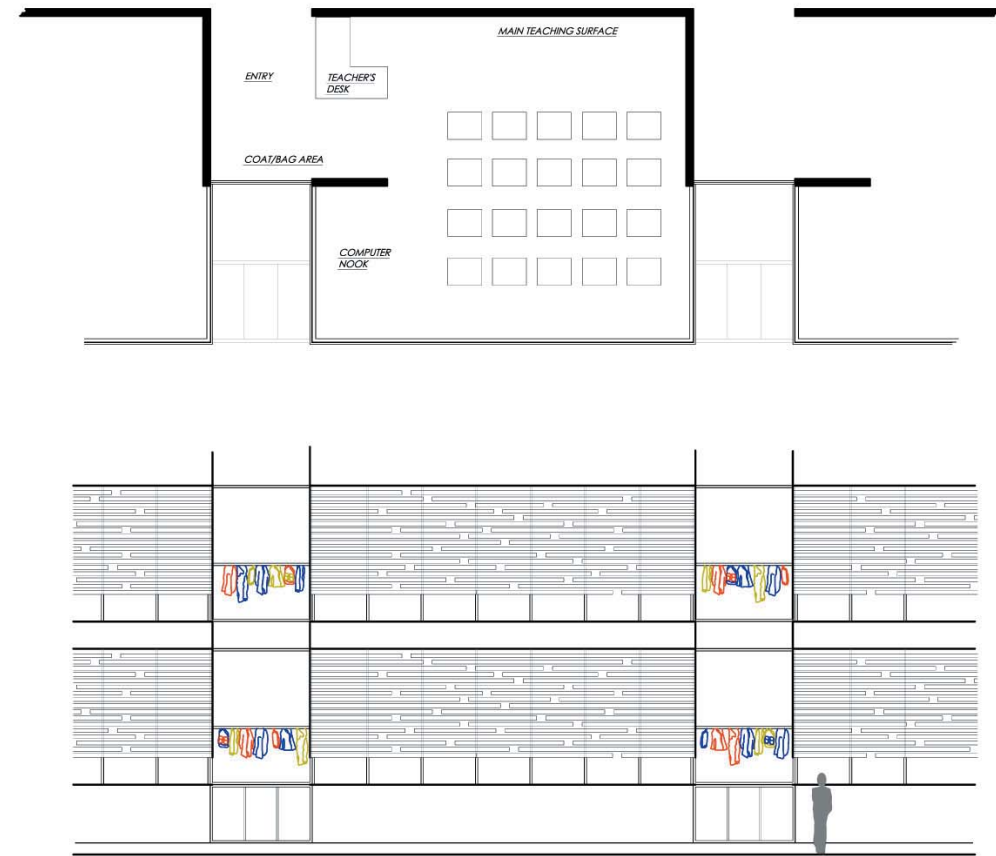 MAIN TEACHING SURFACE
ENTRY
TEACHER'S
DESK
COAT/BAG AREA
COMPUTER
NOOK